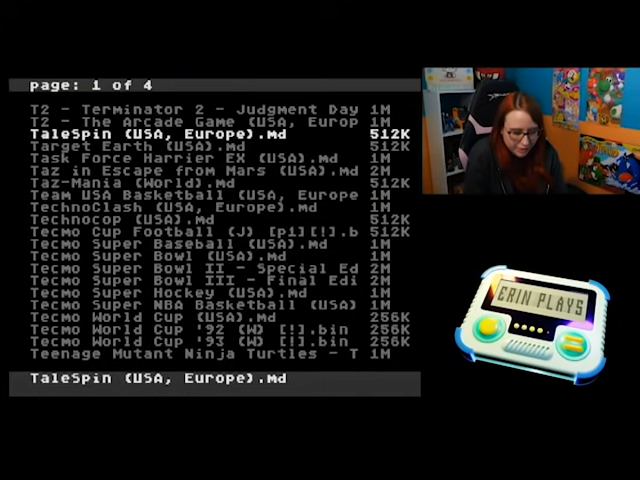 page: 1 of 4
T2 - Terminator 2 - Judgment Day 1M
T2 - The Arcade Game (USA, Europ 1M
TaleSpin (USA, Europe).md 512K
Target Earth (USA).md 512K
Task Force Harrier EX (USA).md 1M
Taz in Escape from Mars (USA).md 2M
Taz-Mania (World).md 512K
Team USA Basketball (USA, Europe 1M
TechnoClash (USA, Europe).md 1M
Technocop (USA).md 512K
Tecmo Cup Football (J) [p1][!].b 512K
Tecmo Super Baseball (USA).md 1M
Tecmo Super Bowl (USA).md 1M
Tecmo Super Bowl II - Special Ed 2M
Tecmo Super Bowl III - Final Edi 2M
Tecmo Super Hockey (USA).md 1M
Tecmo Super NBA Basketball (USA) 1M
Tecmo World Cup (USA).md 256K
Tecmo World Cup '92 (W) [!].bin 256K
Tecmo World Cup '93 (W) [!].bin 256K
Teenage Mutant Ninja Turtles - T 1M
TaleSpin (USA, Europe).md
ERIN PLAYS